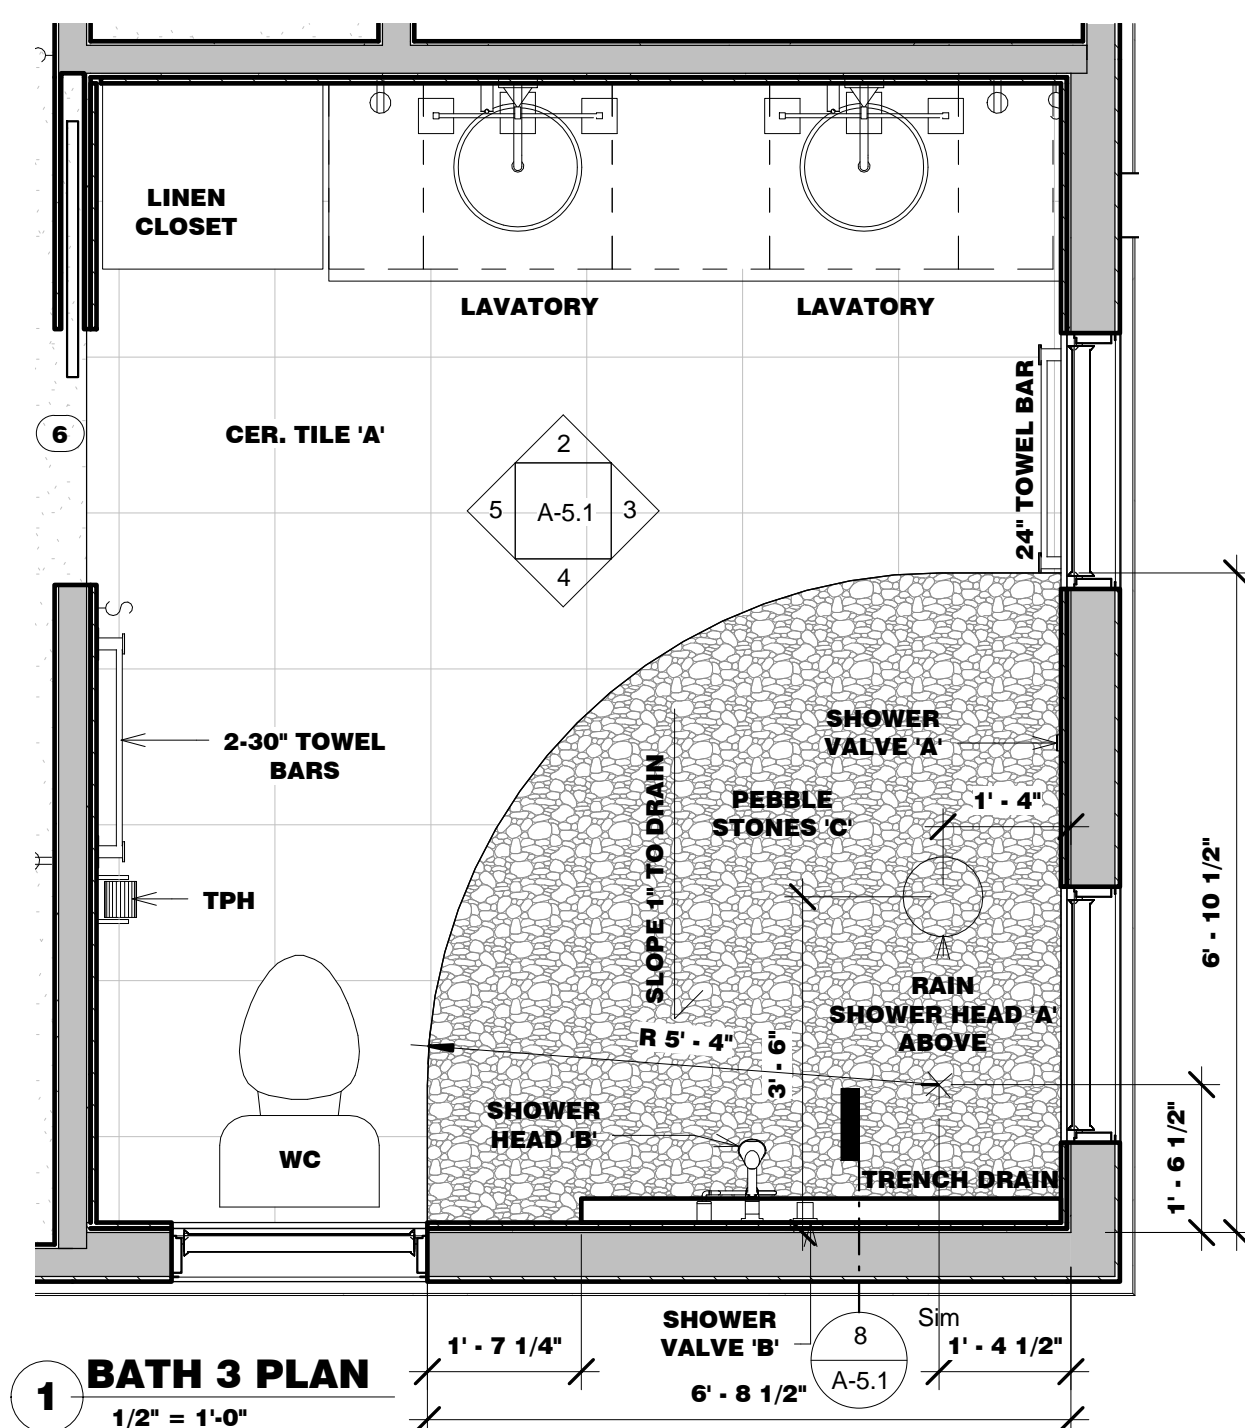 LINEN
CLOSET
LAVATORY
LAVATORY
24" TOWEL BAR
6
CER. TILE 'A'
2
5
A-5.1
3
4
S
SHOWER
VALVE 'A'
2-30" TOWEL
BARS
SLOPE 1" TO DRAIN
PEBBLE
STONES 'C'
1' - 4"
6' - 10 1/2"
TPH
RAIN
SHOWER HEAD 'A'
ABOVE
R 5' - 4"
3' - 6"
SHOWER
HEAD 'B'
WC
TRENCH DRAIN
1' - 6 1/2"
SHOWER
VALVE 'B'
8
A-5.1
Sim
1' - 7 1/4"
1' - 4 1/2"
6' - 8 1/2"
1
BATH 3 PLAN
1/2" = 1'-0"